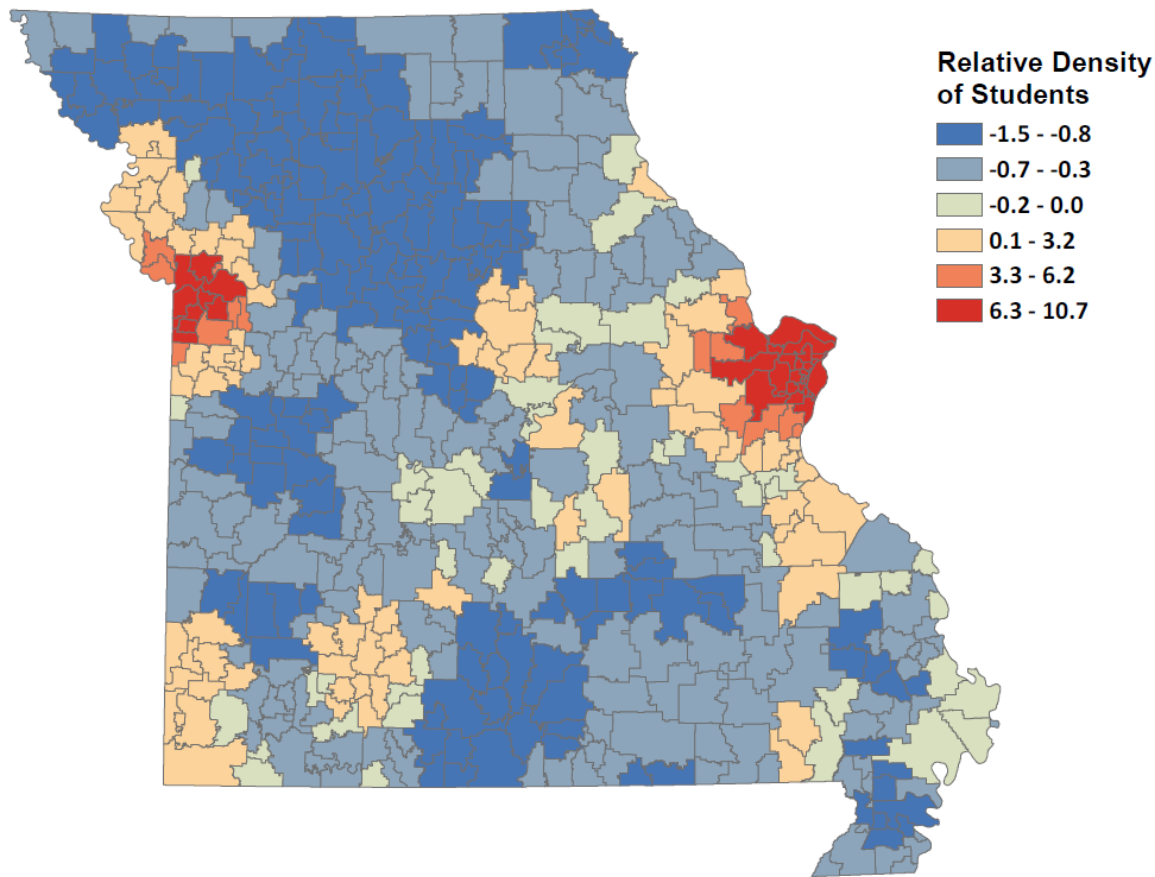 Relative Density
of Students
-1.5 - -0.8
-0.7 - -0.3
-0.2 - 0.0
0.1 - 3.2
3.3 - 6.2
6.3 - 10.7